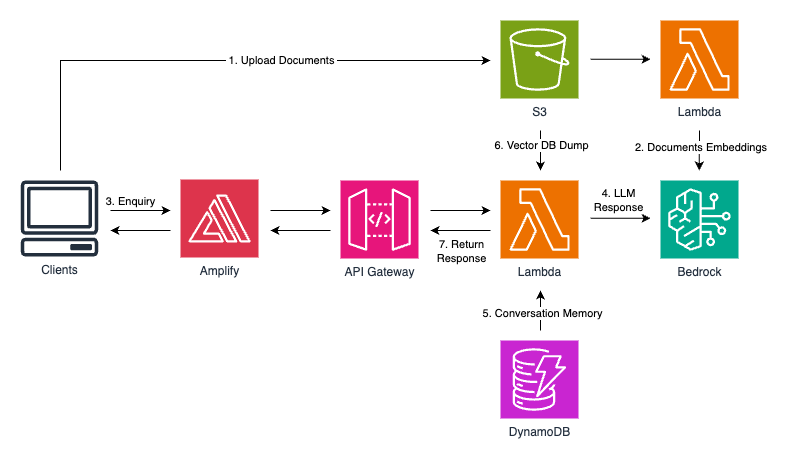 1. Upload Documents
S3
Lambda
6. Vector DB Dump
2. Documents Embeddings
3. Enquiry
4. LLM
Response
7. Return
Response
Clients
Amplify
API Gateway
Lambda
Bedrock
5. Conversation Memory
DynamoDB